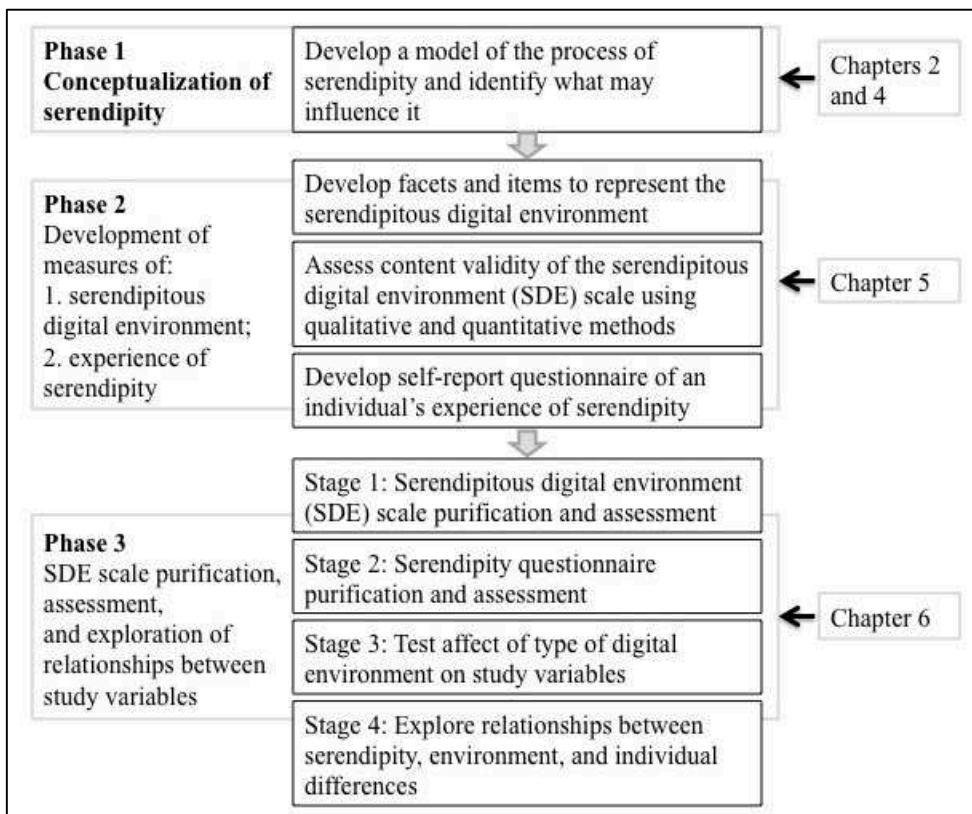 Phase 1
Conceptualization of
serendipity
Develop a model of the process of
serendipity and identify what may
influence it
Chapters 2
and 4
Phase 2
Development of
measures of:
1. serendipitous
digital environment;
2. experience of
serendipity
Develop facets and items to represent the
serendipitous digital environment
Assess content validity of the serendipitous
digital environment (SDE) scale using
qualitative and quantitative methods
Develop self-report questionnaire of an
individual's experience of serendipity
Chapter 5
Phase 3
SDE scale purification,
assessment,
and exploration of
relationships between
study variables
Stage 1: Serendipitous digital environment
(SDE) scale purification and assessment
Stage 2: Serendipity questionnaire
purification and assessment
Stage 3: Test affect of type of digital
environment on study variables
Stage 4: Explore relationships between
serendipity, environment, and individual
differences
Chapter 6